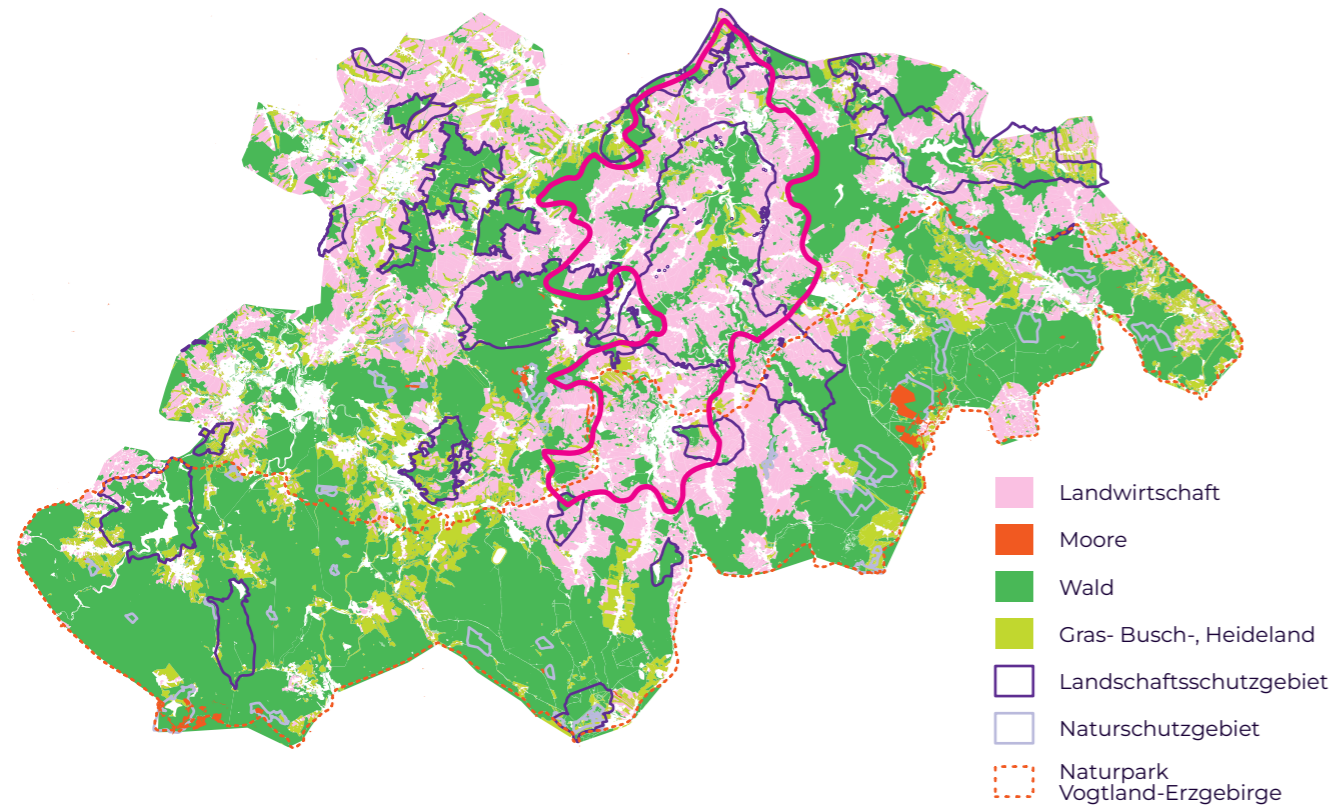 Landwirtschaft
Moore
Wald
Gras- Busch-, Heideland
Landschaftsschutzgebiet
Naturschutzgebiet
Naturpark
Vogtland-Erzgebirge